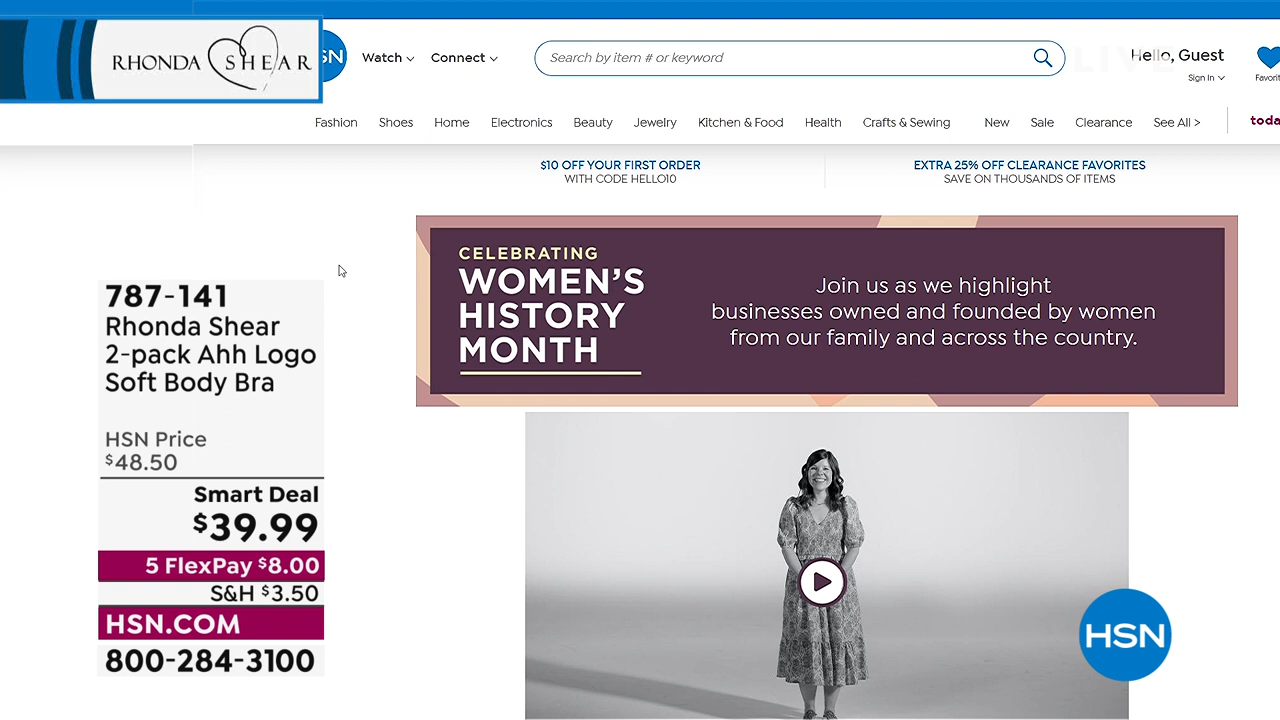 RHONDA SHEAR
SN
Watch
Connect
Search by item # or keyword
LIVE
Hello, Guest
Sign In
Favorit
Fashion
Shoes
Home
Electronics
Beauty
Jewelry
Kitchen & Food
Health
Crafts & Sewing
New
Sale
Clearance
See All >
toda
$10 OFF YOUR FIRST ORDER
WITH CODE HELLO10
EXTRA 25% OFF CLEARANCE FAVORITES
SAVE ON THOUSANDS OF ITEMS
CELEBRATING
WOMEN'S
HISTORY
MONTH
Join us as we highlight
businesses owned and founded by women
from our family and across the country.
787-141
Rhonda Shear
2-pack Ahh Logo
Soft Body Bra
HSN Price
$48.50
Smart Deal
$39.99
5 FlexPay $8.00
S&H $3.50
HSN.COM
800-284-3100
HSN